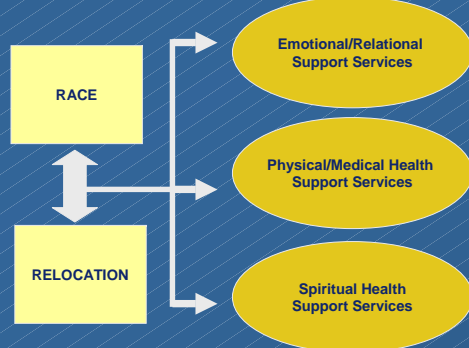 RACE
RELOCATION
Emotional/Relational
Support Services
Physical/Medical Health
Support Services
Spiritual Health
Support Services